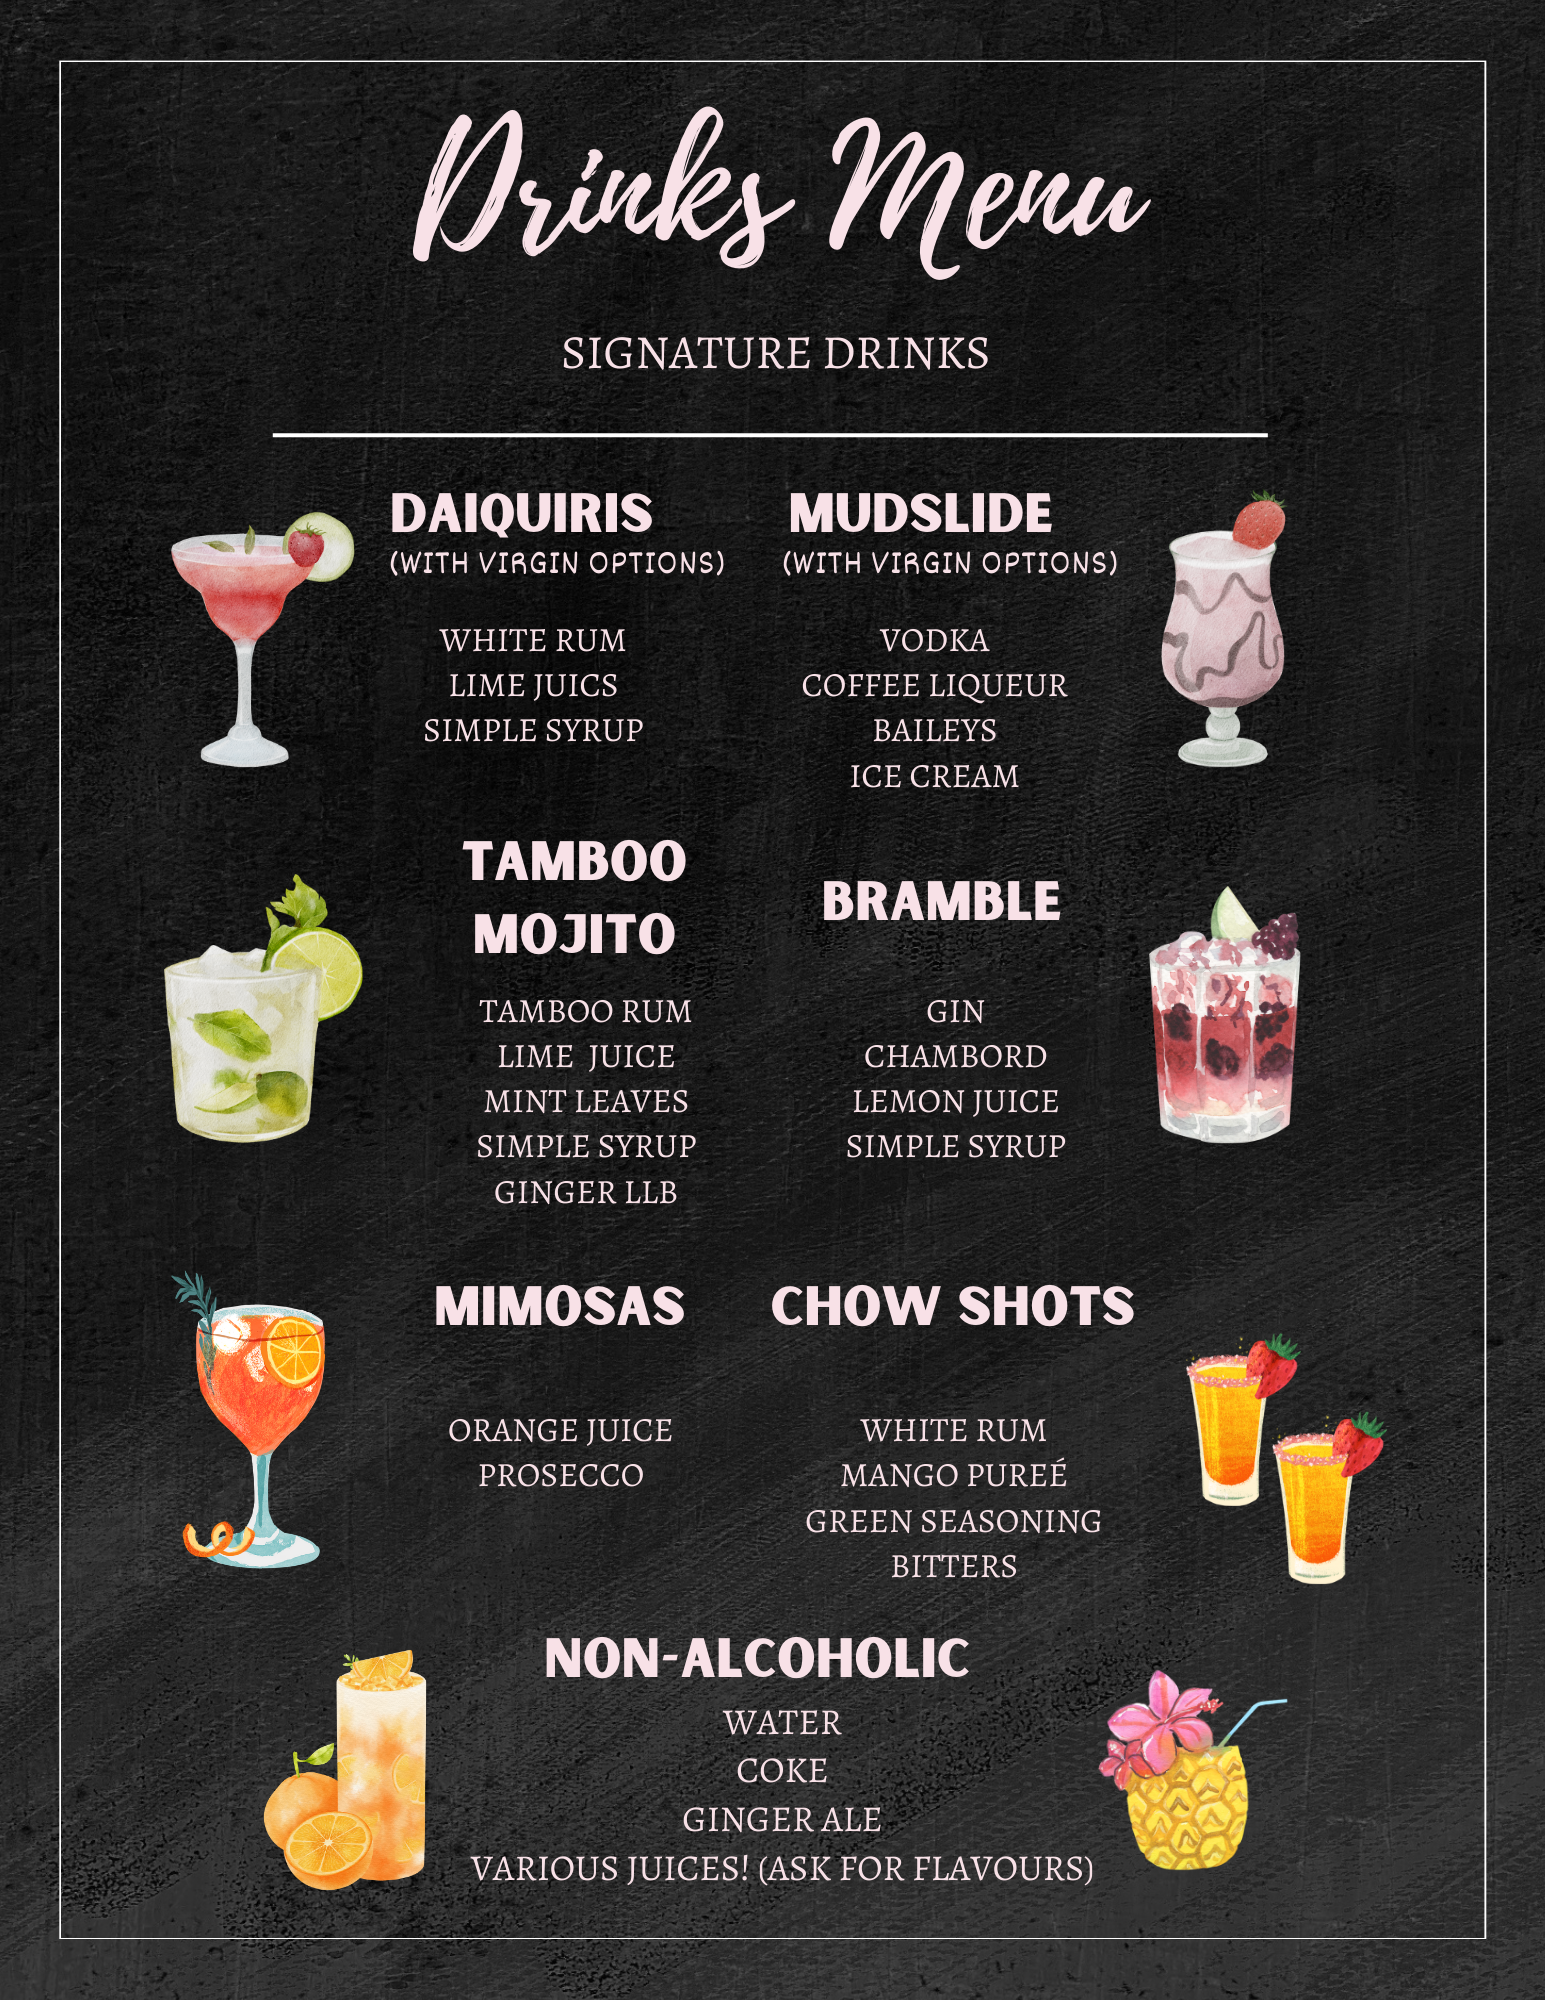 Drinks Menu
SIGNATURE DRINKS
DAIQUIRIS
(WITH VIRGIN OPTIONS)
WHITE RUM
LIME JUICS
SIMPLE SYRUP
MUDSLIDE
(WITH VIRGIN OPTIONS)
VODKA
COFFEE LIQUEUR
BAILEYS
ICE CREAM
TAMBOO
MOJITO
TAMBOO RUM
LIME JUICE
MINT LEAVES
SIMPLE SYRUP
GINGER LLB
BRAMBLE
GIN
CHAMBORD
LEMON JUICE
SIMPLE SYRUP
MIMOSAS
ORANGE JUICE
PROSECCO
CHOW SHOTS
WHITE RUM
MANGO PUREÉ
GREEN SEASONING
BITTERS
NON-ALCOHOLIC
WATER
COKE
GINGER ALE
VARIOUS JUICES! (ASK FOR FLAVOURS)